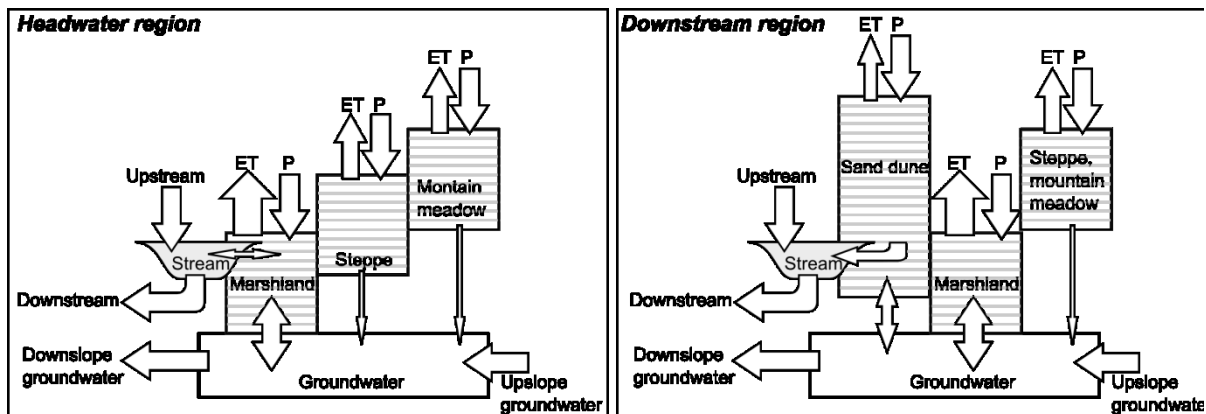 Headwater region
ET P
ET P
ET P
Upstream
Montain
meadow
Stream
Steppe
Marshland
Downstream
Downslope
groundwater
Groundwater
Upslope
groundwater
Downstream region
ET P
ET P
ET P
Upstream
Sand dune
Steppe,
mountain
meadow
Stream
Marshland
Downstream
Downslope
groundwater
Groundwater
Upslope
groundwate